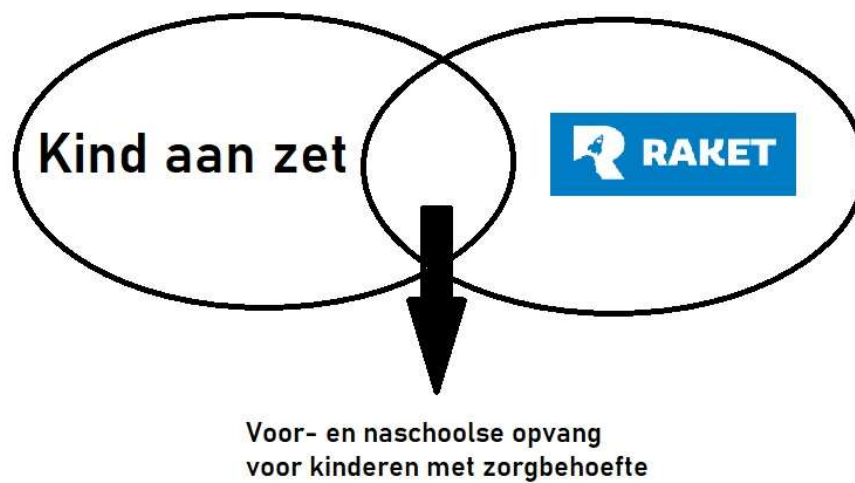 Kind aan zet
RAKET
Voor- en naschoolse opvang
voor kinderen met zorgbehoefte